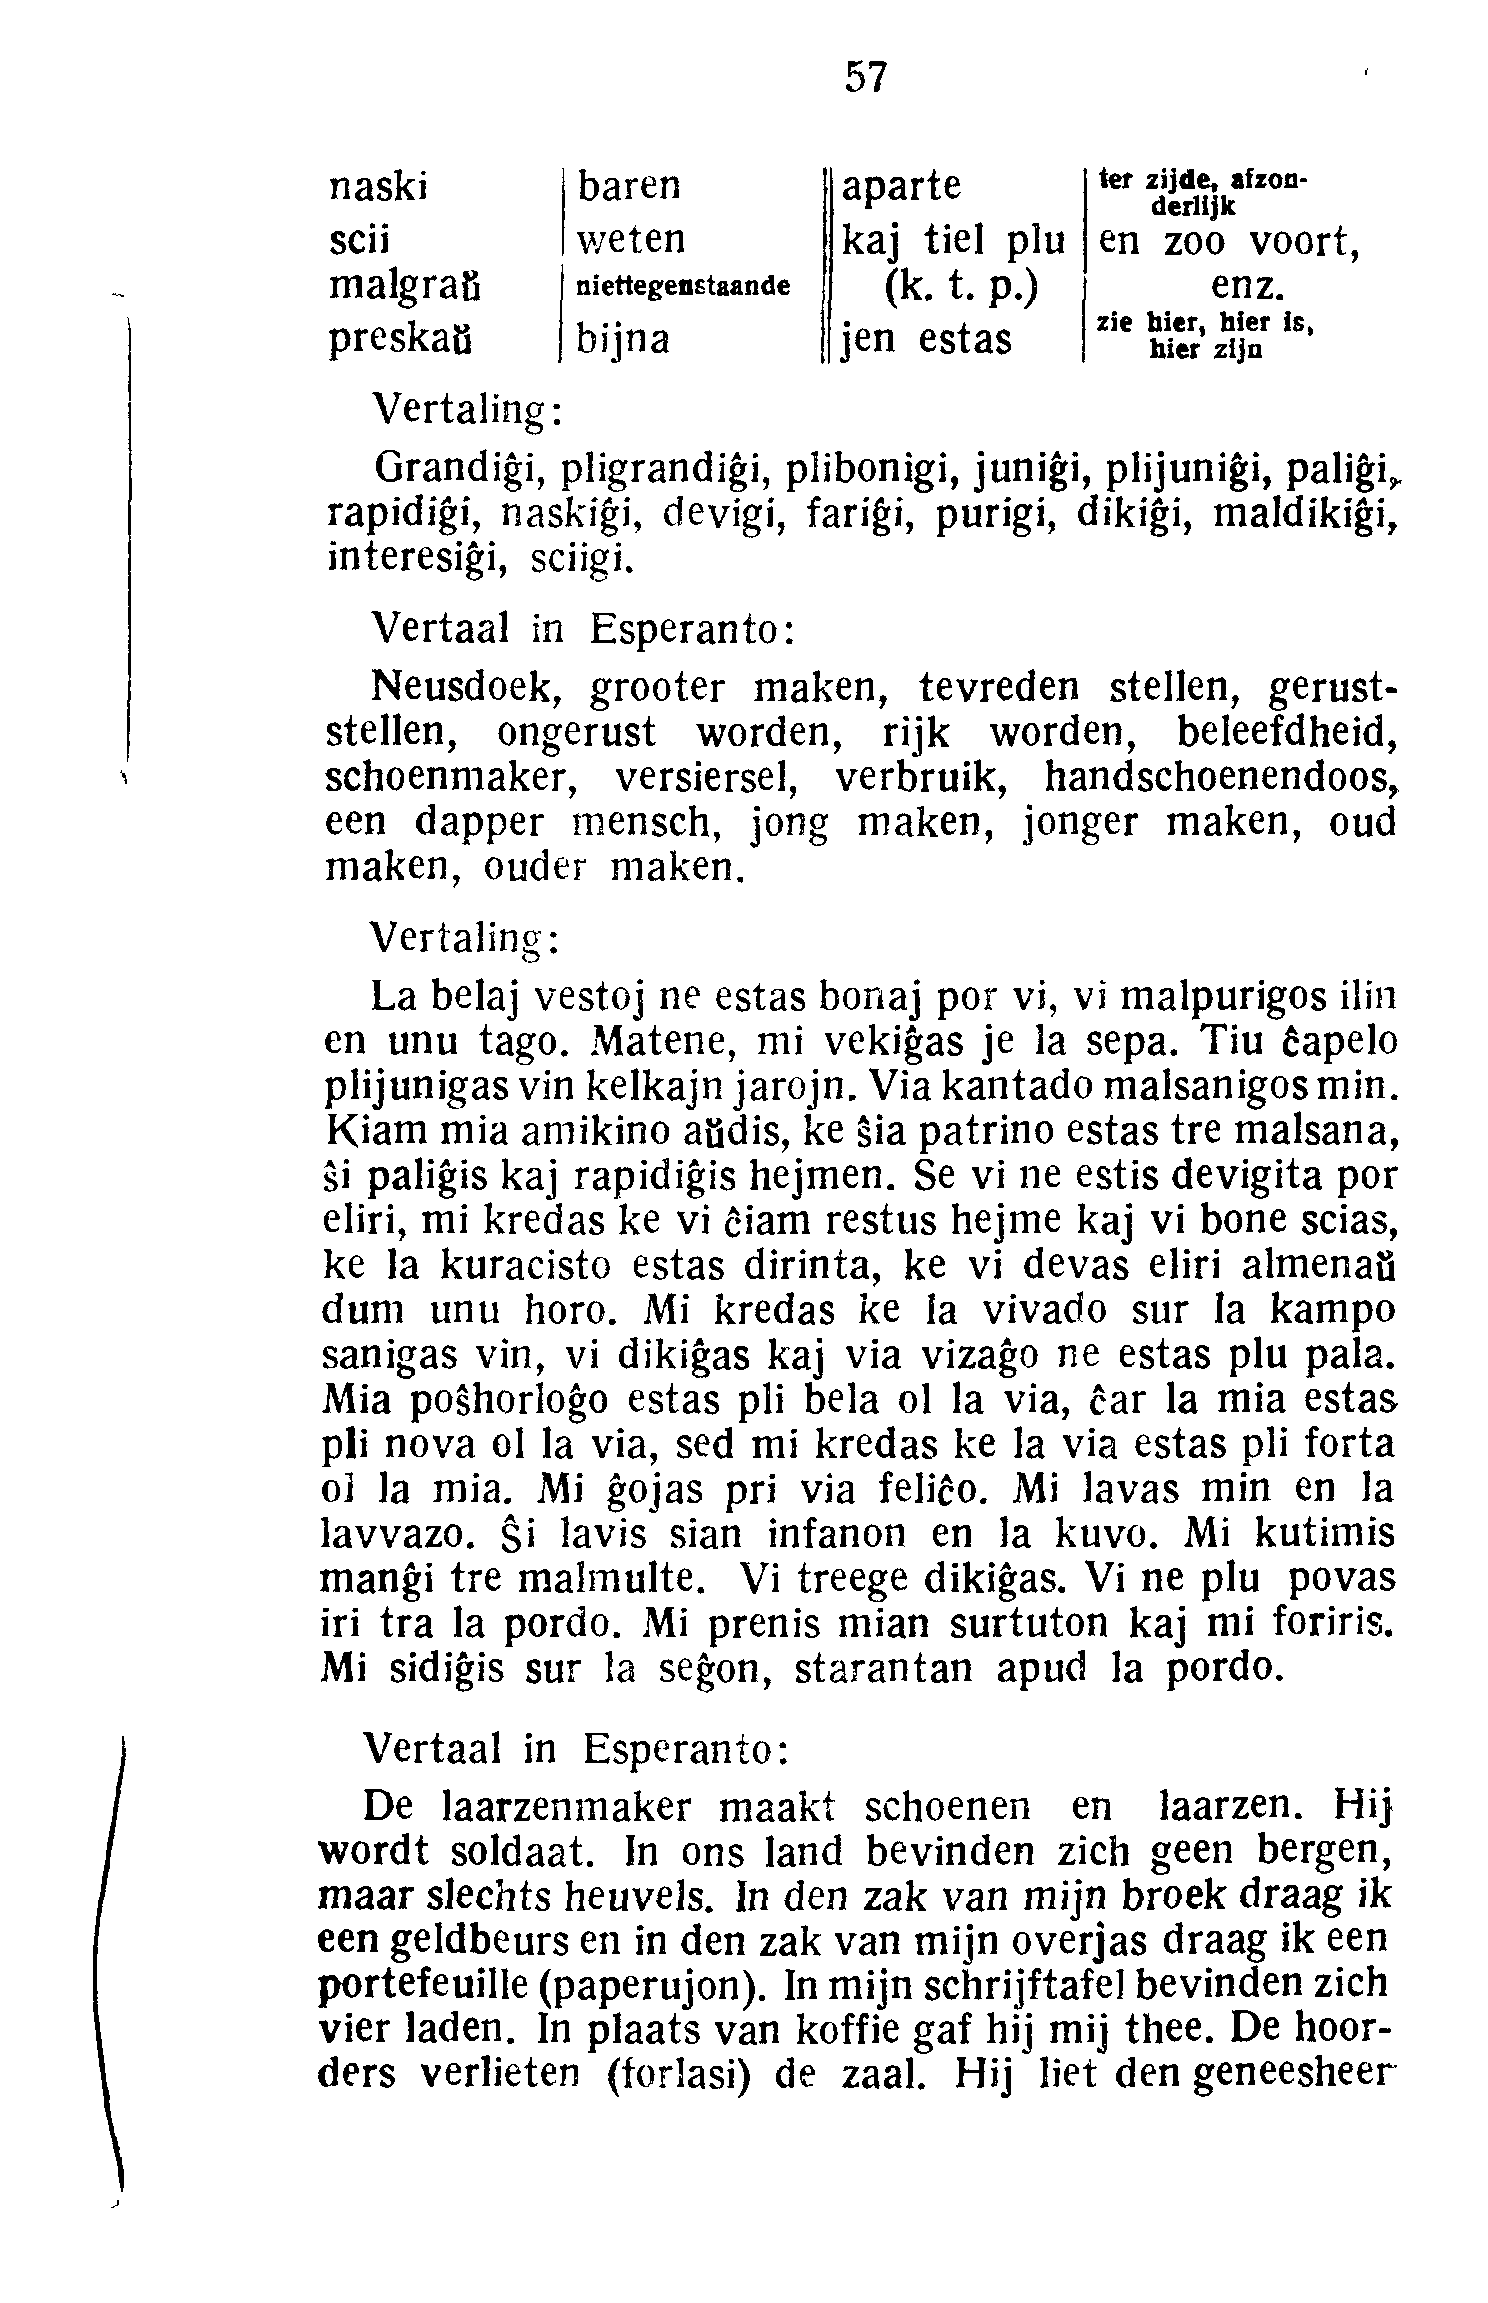 57
naski baren aparte ter zijde, afzon-
derlijk
scii weten kaj tiel plu en zoo voort,
malgraŭ niettegenstaande (k. t. p.) enz.
preskaŭ bijna jen estas zie hier, hier is,
hier zijn
Vertaling:
Grandiĝi, pligrandiĝi, plibonigi, juniĝi, plijuniĝi, paliĝi,
rapidiĝi, naskiĝi, devigi, fariĝi, purigi, dikiĝi, maldikiĝi,
interesiĝi, sciigi.
Vertaal in Esperanto:
Neusdoek, grooter maken, tevreden stellen, gerust-
stellen, ongerust worden, rijk worden, beleefdheid,
schoenmaker, versiersel, verbruik, handschoenendoos,
een dapper mensch, jong maken, jonger maken, oud
maken, ouder maken.
Vertaling:
La belaj vestoj ne estas bonaj por vi, vi malpurigos ilin
en unu tago. Matene, mi vekiĝas je la sepa. Tiu ĉapelo
plijunigas vin kelkajn jarojn. Via kantado malsanigos min.
Kiam mia amikino aŭdis, ke ŝia patrino estas tre malsana,
ŝi paliĝis kaj rapidiĝis hejmen. Se vi ne estis devigita por
eliri, mi kredas ke vi ĉiam restus hejme kaj vi bone scias,
ke la kuracisto estas dirinta, ke vi devas eliri almenaŭ
dum unu horo. Mi kredas ke la vivado sur la kampo
sanigas vin, vi dikiĝas kaj via vizaĝo ne estas plu pala.
Mia poŝhorloĝo estas pli bela ol la via, ĉar la mia estas
pli nova ol la via, sed mi kredas ke la via estas pli forta
ol la mia. Mi ĝojas pri via feliĉo. Mi lavas min en la
lavvazo. Ŝi lavis sian infanon en la kuvo. Mi kutimis
manĝi tre malmulte. Vi treege dikiĝas. Vi ne plu povas
iri tra la pordo. Mi prenis mian surtuton kaj mi foriris.
Mi sidiĝis sur la seĝon, starantan apud la pordo.
Vertaal in Esperanto:
De laarzenmaker maakt schoenen en laarzen. Hij
wordt soldaat. In ons land bevinden zich geen bergen,
maar slechts heuvels. In den zak van mijn broek draag ik
een geldbeurs en in den zak van mijn overjas draag ik een
portefeuille (paperujon). In mijn schrijftafel bevinden zich
vier laden. In plaats van koffie gaf hij mij thee. De hoor-
ders verlieten (forlasi) de zaal. Hij liet den geneesheer